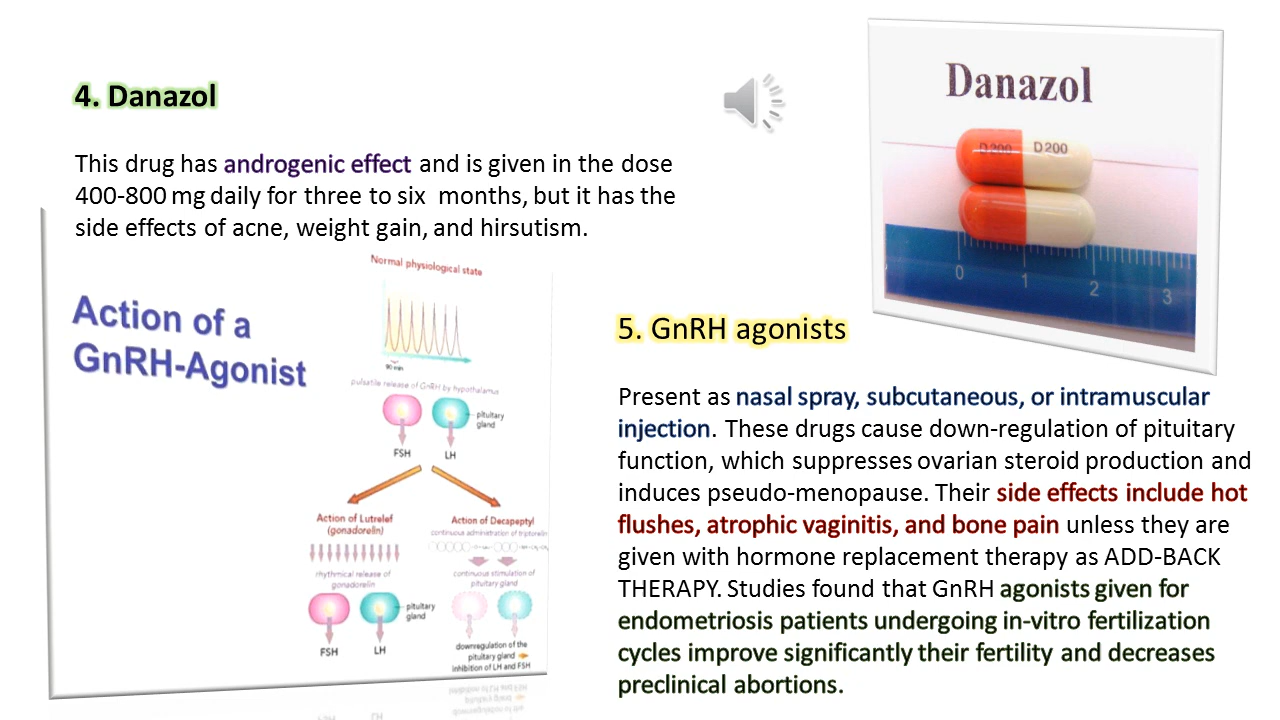 4. Danazol
This drug has androgenic effect and is given in the dose
400-800 mg daily for three to six  months, but it has the
side effects of acne, weight gain, and hirsutism.
Danazol
D200 D200
0 1 2 3
Action of a
GnRH-Agonist
Normal physiological state
90 min
pulsatile release of GnRH by hypothalamus
pituitary
gland
FSH LH
Action of Lutrelef
(gonadorelin)
rhythmical release of
gonadorelin
pituitary
gland
FSH LH
Action of Decapeptyl
continuous administration of triptorelin
continuous stimulation of
pituitary gland
downregulation of the
pituitary gland
inhibition of LH and FSH
5. GnRH agonists
Present as nasal spray, subcutaneous, or intramuscular
injection. These drugs cause down-regulation of pituitary
function, which suppresses ovarian steroid production and
induces pseudo-menopause. Their side effects include hot
flushes, atrophic vaginitis, and bone pain unless they are
given with hormone replacement therapy as ADD-BACK
THERAPY. Studies found that GnRH agonists given for
endometriosis patients undergoing in-vitro fertilization
cycles improve significantly their fertility and decreases
preclinical abortions.